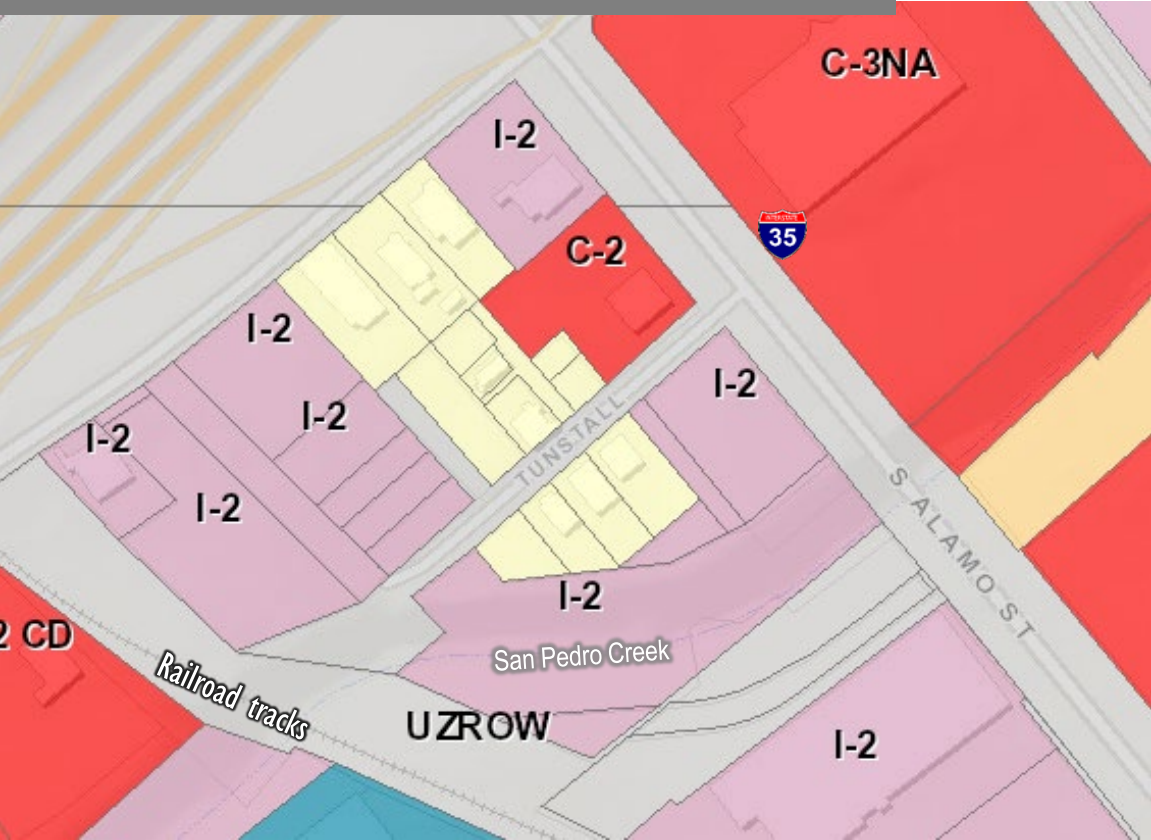 C-3NA
I-2
INTERSTATE
35
C-2
I-2
I-2
I-2
I-2
TUNSTALL
I-2
S ALAMO ST
I-2
2 CD
San Pedro Creek
Railroad tracks
UZROW
I-2